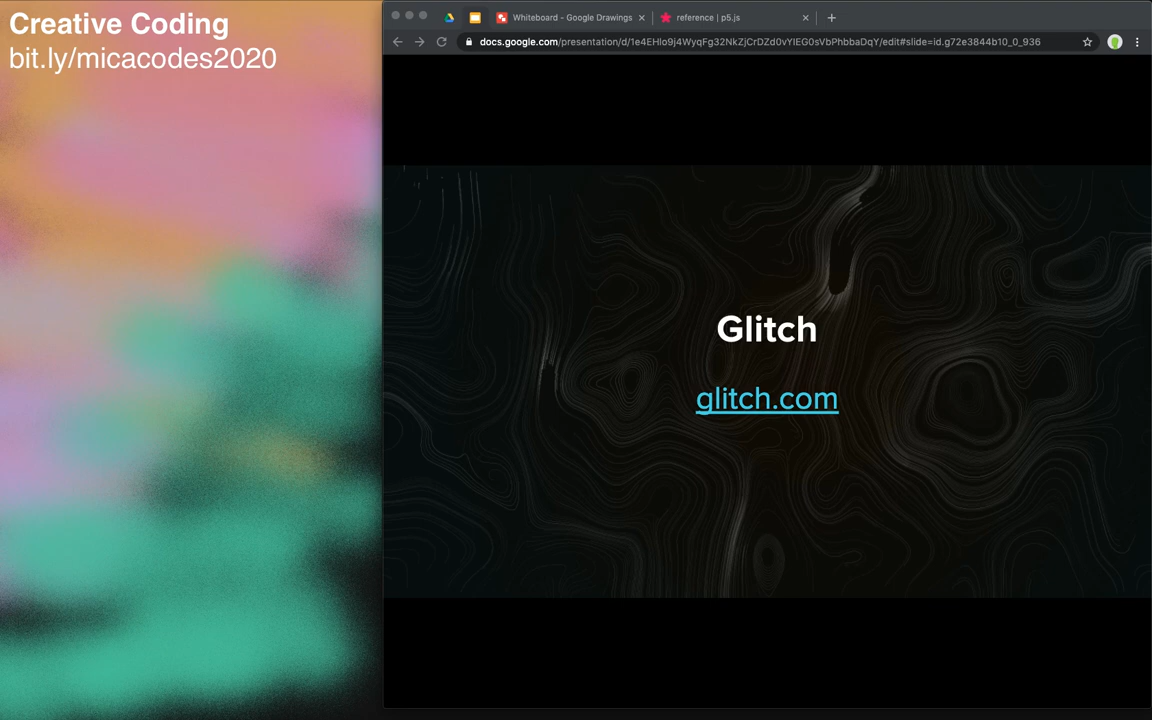 Creative Coding
bit.ly/micacodes2020
Whiteboard - Google Drawings
reference | p5.js
docs.google.com/presentation/d/1e4EHIo9j4WyqFg32NkZjCrDZd0vYIEG0sVbPhbbaDqY/edit#slide=id.g72e3844b10_0_936
Glitch
glitch.com